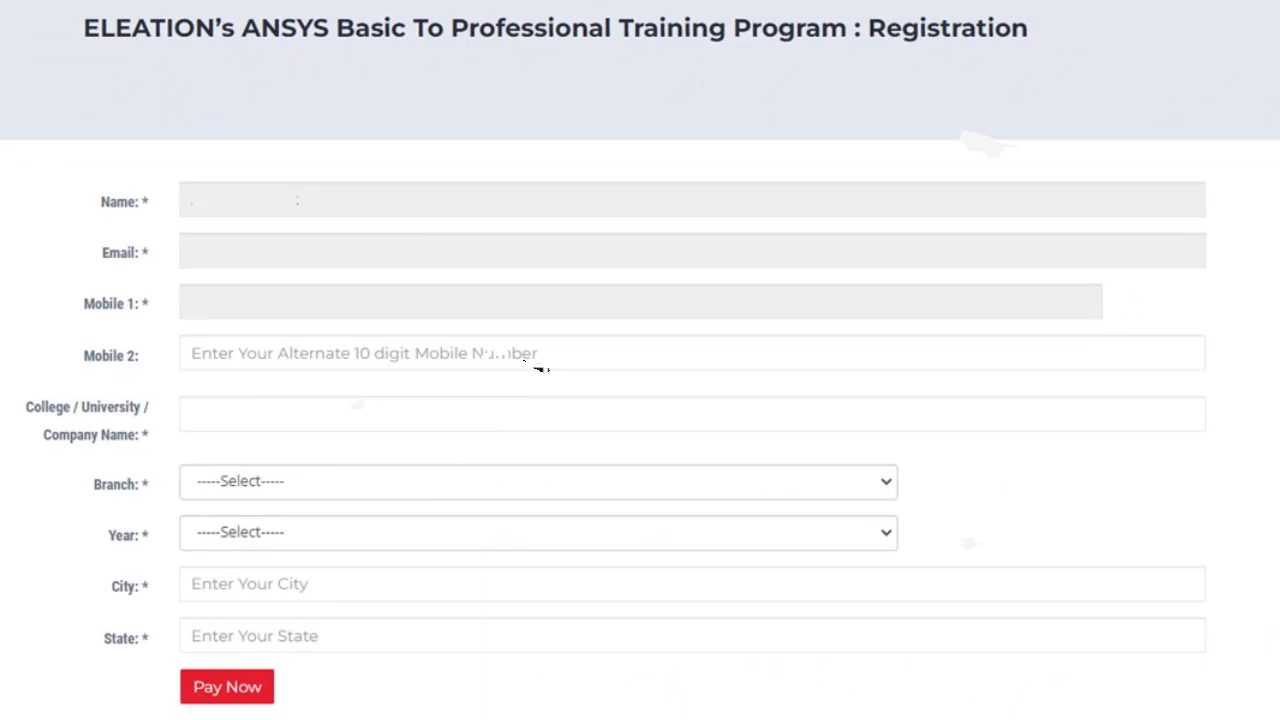 ELEATION’s ANSYS Basic To Professional Training Program : Registration
Name: *
Email: *
Mobile 1: *
Mobile 2:
Enter Your Alternate 10 digit Mobile
College / University /
Company Name: *
Branch: *
-----Select-----
Year: *
-----Select-----
City: *
Enter Your City
State: *
Enter Your State
Pay Now